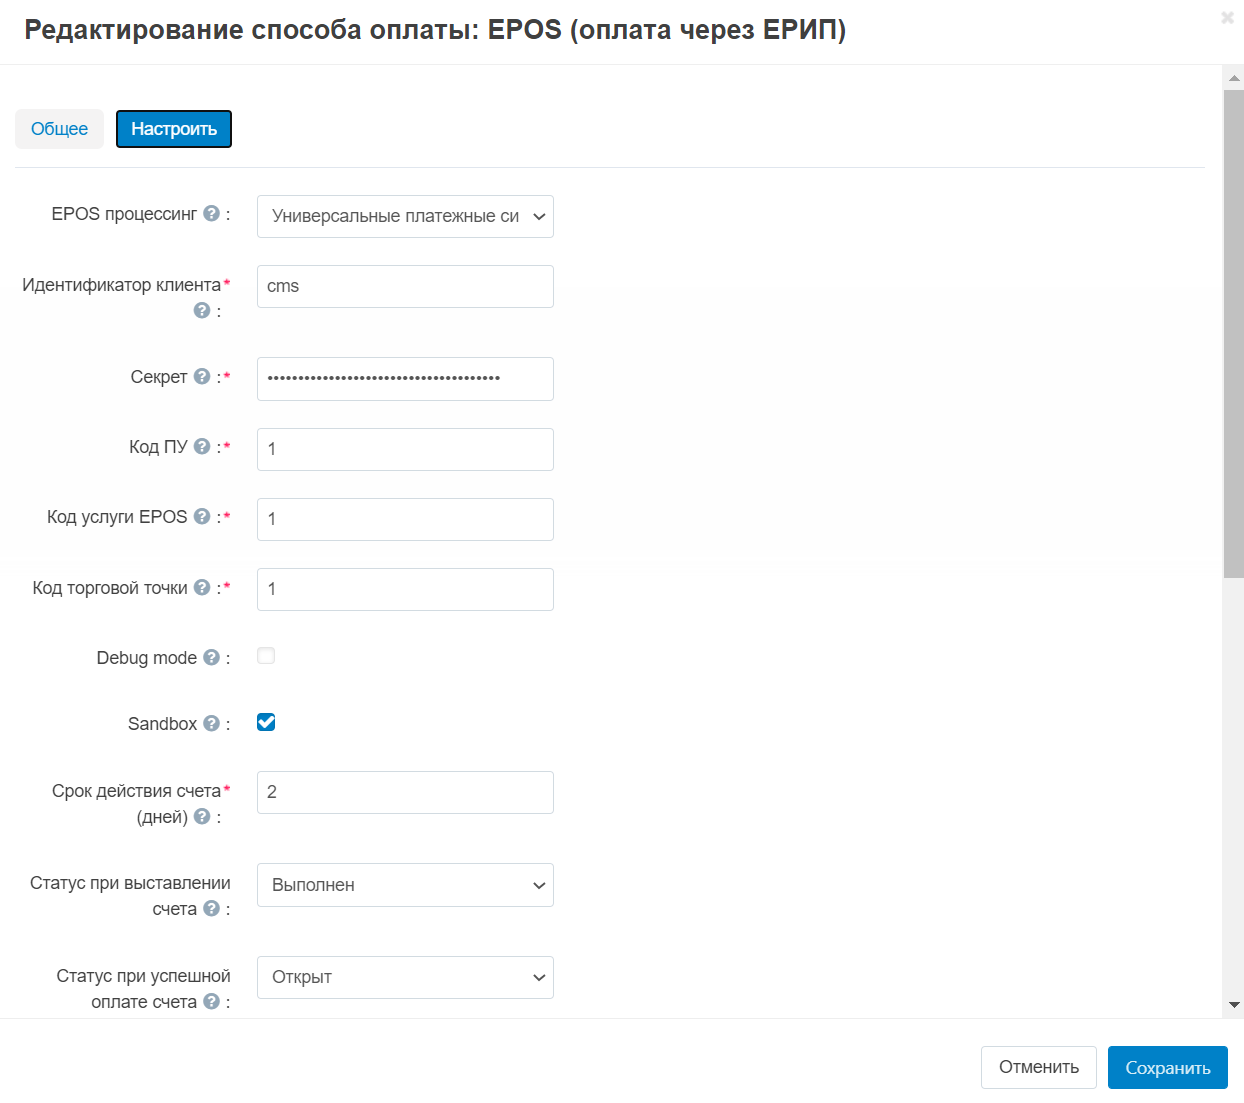 Редактирование способа оплаты: EPOS (оплата через ЕРИП)
Общее
Настроить
EPOS процессинг ? :
Универсальные платежные си
Идентификатор клиента*
? :
cms
Секрет ? :*
••••••••••••••••••••••••••••••••••••••
Код ПУ ? :*
1
Код услуги EPOS ? :*
1
Код торговой точки ? :*
1
Debug mode ? :
Sandbox ? :
Срок действия счета*
(дней) ? :
2
Статус при выставлении
счета ? :
Выполнен
Статус при успешной
оплате счета ? :
Открыт
Отменить
Сохранить